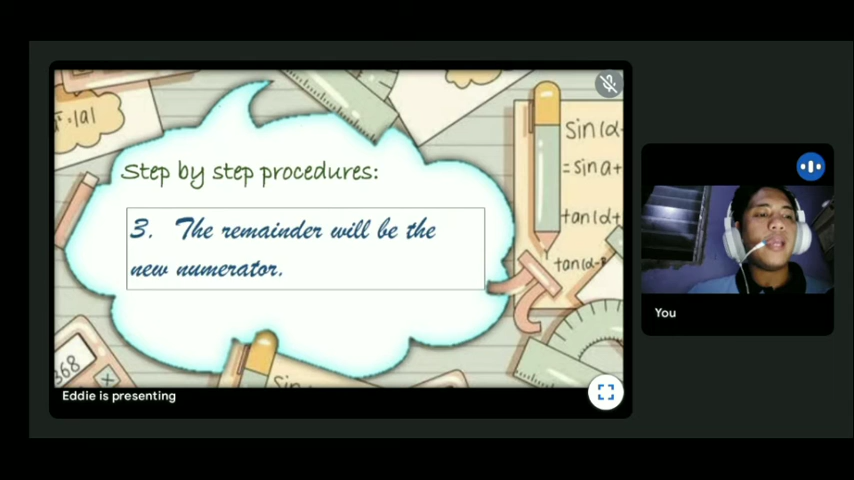 Step by step procedures:
3. The remainder will be the
new numerator.
sin(α
=sinα+
tan(α+
tan(α-β
368
sin
Eddie is presenting
You